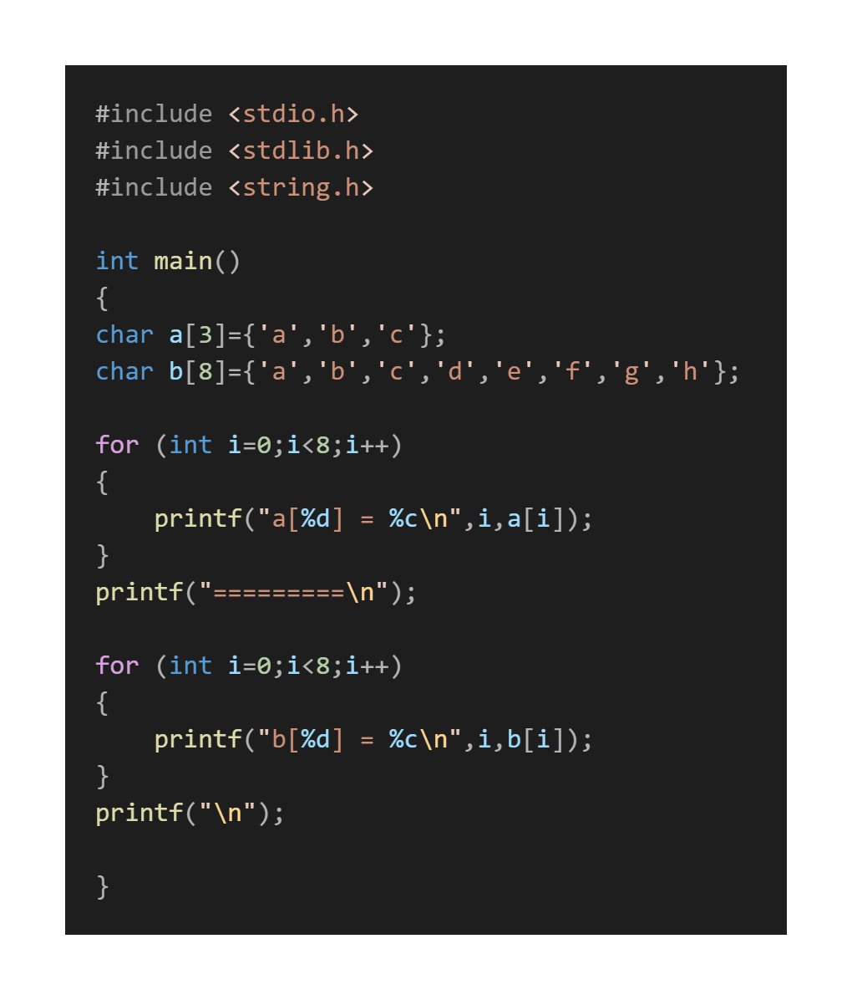 #include <stdio.h>
#include <stdlib.h>
#include <string.h>
int main()
{
char a[3]={'a','b','c'};
char b[8]={'a','b','c','d','e','f','g','h'};
for (int i=0;i<8;i++)
{
    printf("a[%d] = %c\n",i,a[i]);
}
printf("=========\n");
for (int i=0;i<8;i++)
{
    printf("b[%d] = %c\n",i,b[i]);
}
printf("\n");
}